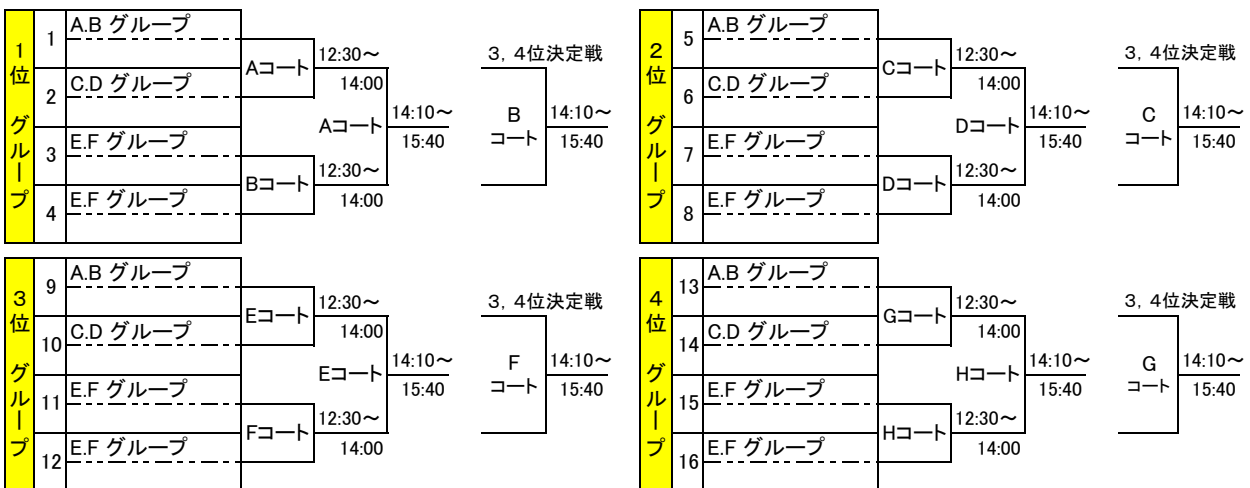 1位 グループ
1
A.B グループ
2
C.D グループ
3
E.F グループ
4
E.F グループ
Aコート
12:30～
14:00
Bコート
12:30～
14:00
Aコート
14:10～
15:40
3，4位決定戦
B
コート
14:10～
15:40
2位 グループ
5
A.B グループ
6
C.D グループ
7
E.F グループ
8
E.F グループ
Cコート
12:30～
14:00
Dコート
12:30～
14:00
Dコート
14:10～
15:40
3，4位決定戦
C
コート
14:10～
15:40
3位 グループ
9
A.B グループ
10
C.D グループ
11
E.F グループ
12
E.F グループ
Eコート
12:30～
14:00
Fコート
12:30～
14:00
Eコート
14:10～
15:40
3，4位決定戦
F
コート
14:10～
15:40
4位 グループ
13
A.B グループ
14
C.D グループ
15
E.F グループ
16
E.F グループ
Gコート
12:30～
14:00
Hコート
12:30～
14:00
Hコート
14:10～
15:40
3，4位決定戦
G
コート
14:10～
15:40